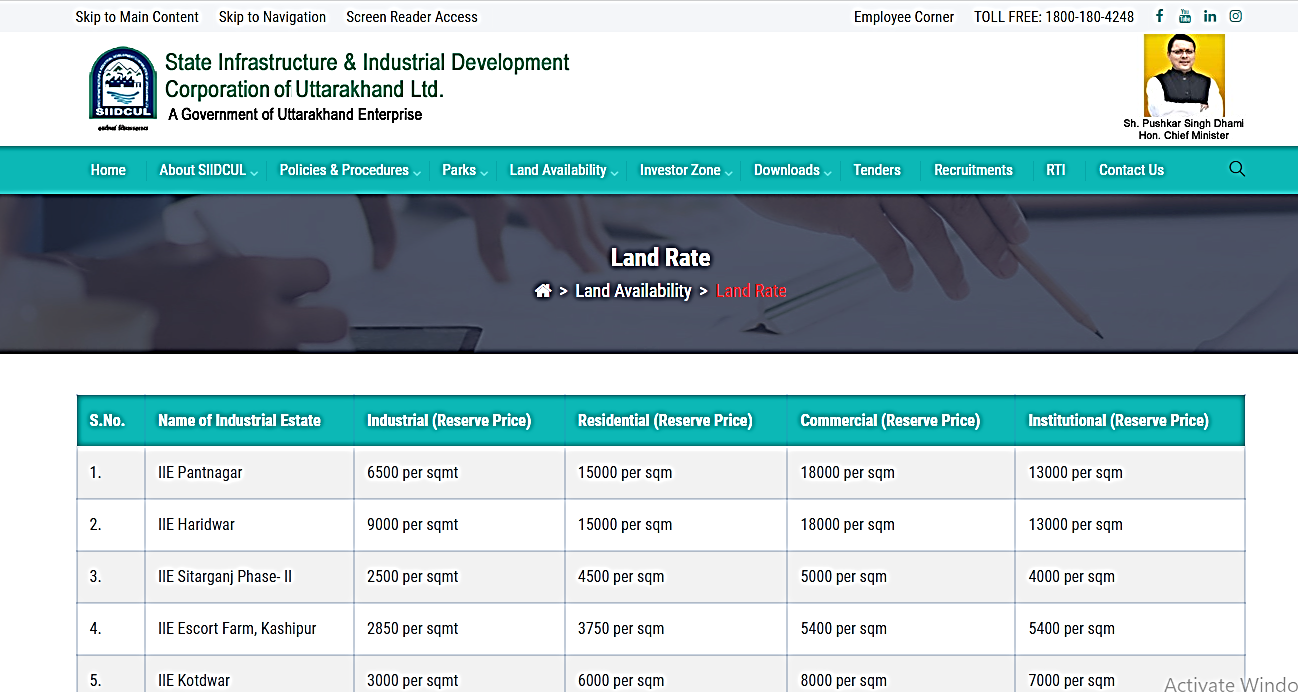 Skip to Main Content Skip to Navigation Screen Reader Access Employee Corner TOLL FREE: 1800-180-4248
State Infrastructure & Industrial Development
Corporation of Uttarakhand Ltd.
A Government of Uttarakhand Enterprise
SIIDCUL
Sh. Pushkar Singh Dhami
Hon. Chief Minister
Home About SIIDCUL Policies & Procedures Parks Land Availability Investor Zone Downloads Tenders Recruitments RTI Contact Us
Land Rate
> Land Availability > Land Rate
S.No. Name of Industrial Estate Industrial (Reserve Price) Residential (Reserve Price) Commercial (Reserve Price) Institutional (Reserve Price)
1. IIE Pantnagar 6500 per sqmt 15000 per sqm 18000 per sqm 13000 per sqm
2. IIE Haridwar 9000 per sqmt 15000 per sqm 18000 per sqm 13000 per sqm
3. IIE Sitarganj Phase- II 2500 per sqmt 4500 per sqm 5000 per sqm 4000 per sqm
4. IIE Escort Farm, Kashipur 2850 per sqmt 3750 per sqm 5400 per sqm 5400 per sqm
5. IIE Kotdwar 3000 per sqmt 6000 per sqm 8000 per sqm 7000 per sqm
Activate Windo